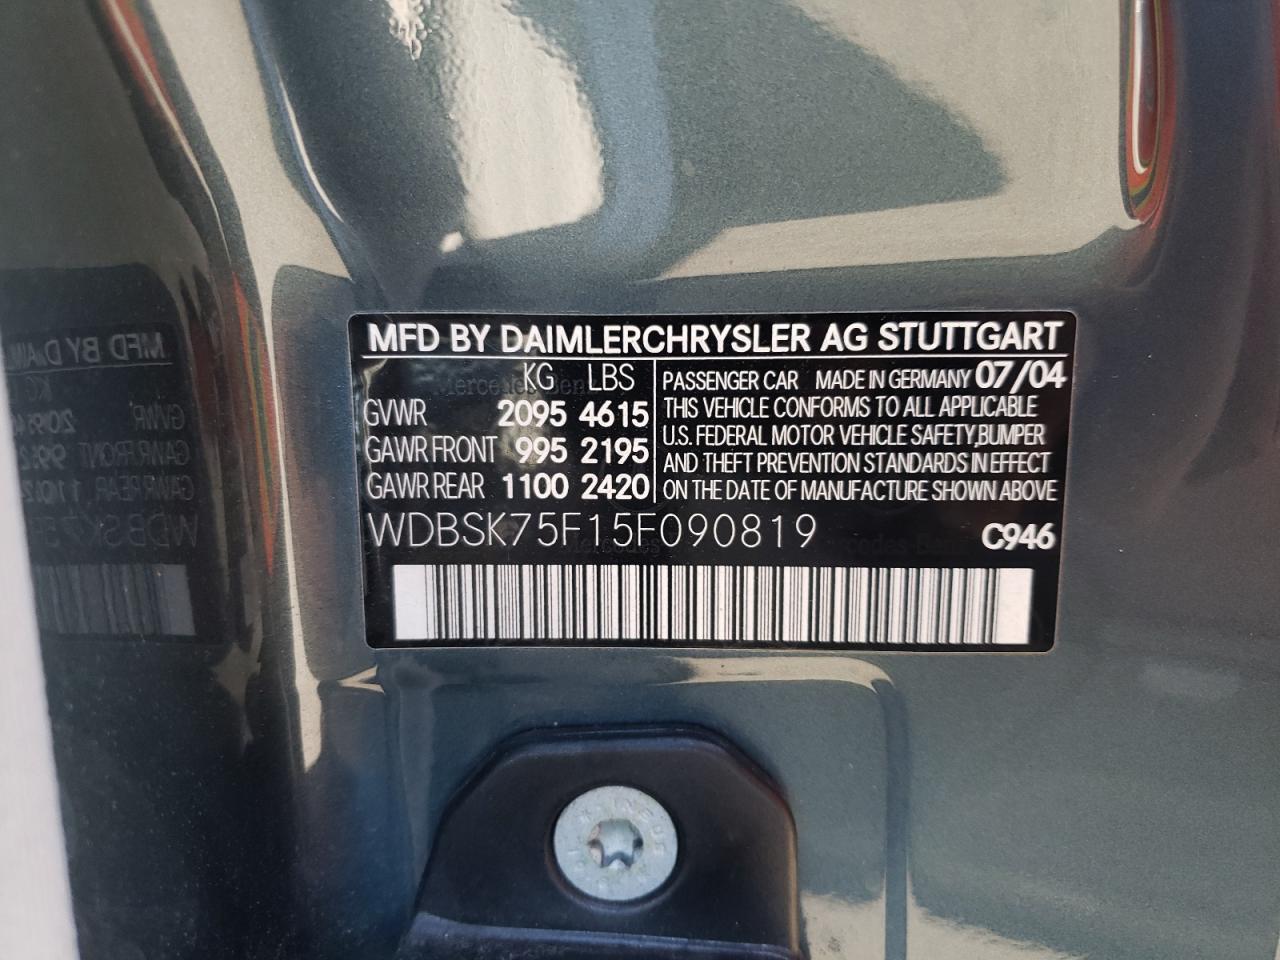 MFD BY DAIMLERCHRYSLER AG STUTTGART
KG LBS
GVWR 2095 4615
GAWR FRONT 995 2195
GAWR REAR 1100 2420
PASSENGER CAR MADE IN GERMANY 07/04
THIS VEHICLE CONFORMS TO ALL APPLICABLE
U.S. FEDERAL MOTOR VEHICLE SAFETY,BUMPER
AND THEFT PREVENTION STANDARDS IN EFFECT
ON THE DATE OF MANUFACTURE SHOWN ABOVE
WDBSK75F15F090819
C946